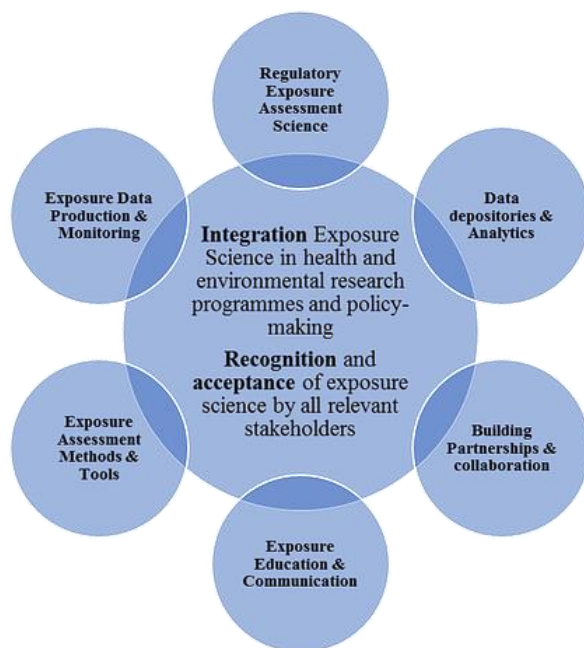 Regulatory
Exposure
Assessment
Science
Exposure Data
Production &
Monitoring
Data
depositories &
Analytics
Integration Exposure
Science in health and
environmental research
programmes and policy-
making
Recognition and
acceptance of exposure
science by all relevant
stakeholders
Exposure
Assessment
Methods &
Tools
Building
Partnerships &
collaboration
Exposure
Education &
Communication